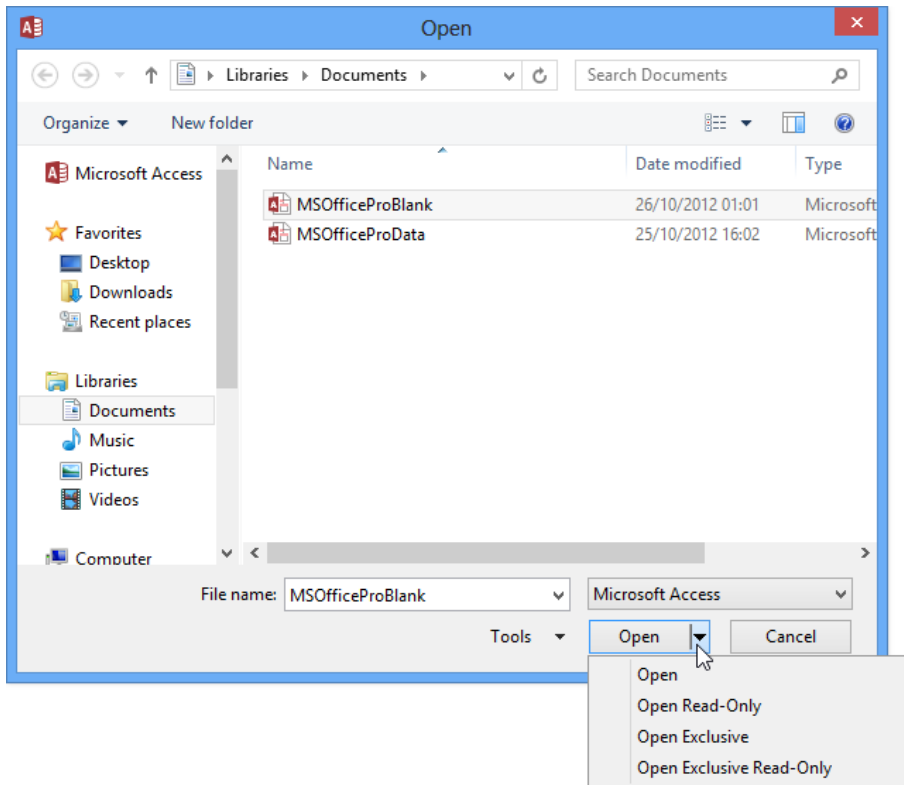 Open
Libraries Documents Search Documents
Organize New folder
Microsoft Access
Favorites
Desktop
Downloads
Recent places
Libraries
Documents
Music
Pictures
Videos
Computer
Name Date modified Type
MSOfficeProBlank 26/10/2012 01:01 Microsoft
MSOfficeProData 25/10/2012 16:02 Microsoft
File name: MSOfficeProBlank Microsoft Access
Tools Open Cancel
Open
Open Read-Only
Open Exclusive
Open Exclusive Read-Only